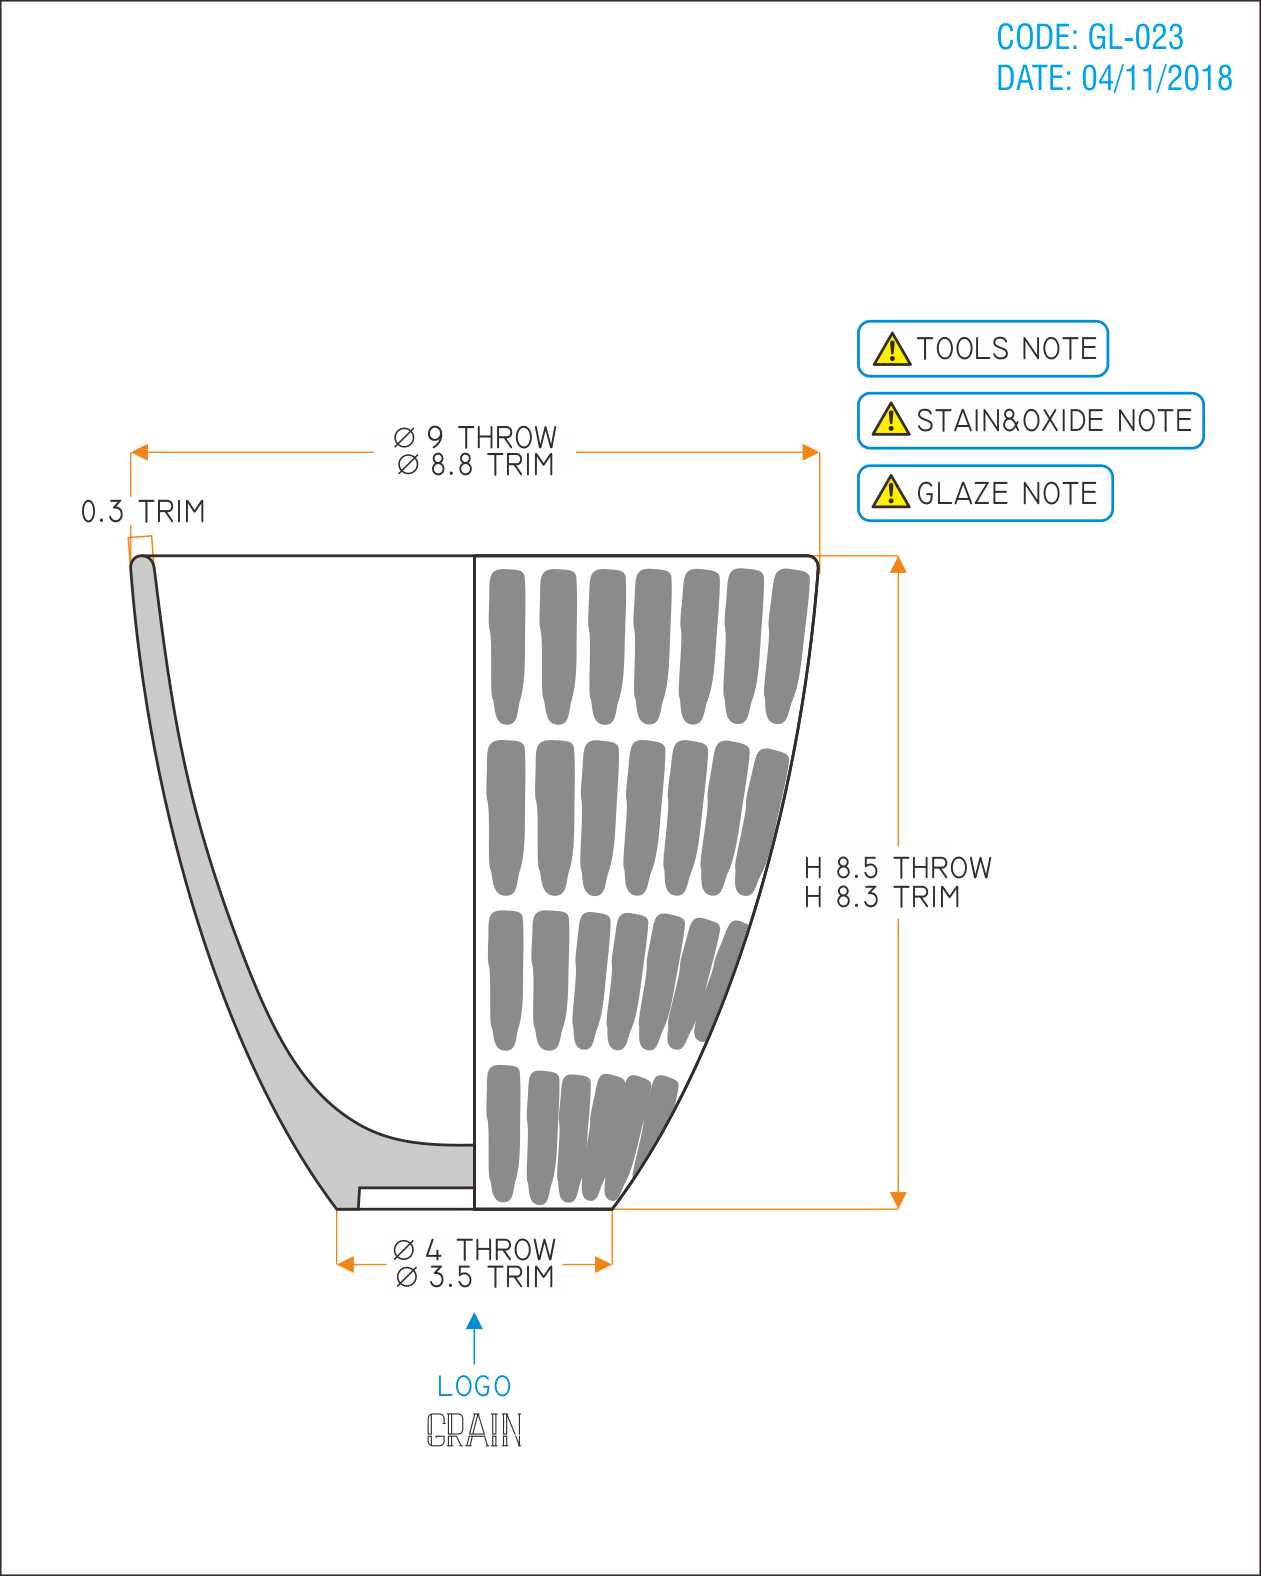 CODE: GL-023
DATE: 04/11/2018
TOOLS NOTE
STAIN&OXIDE NOTE
GLAZE NOTE
Ø 9 THROW
Ø 8.8 TRIM
0.3 TRIM
H 8.5 THROW
H 8.3 TRIM
Ø 4 THROW
Ø 3.5 TRIM
LOGO
GRAIN